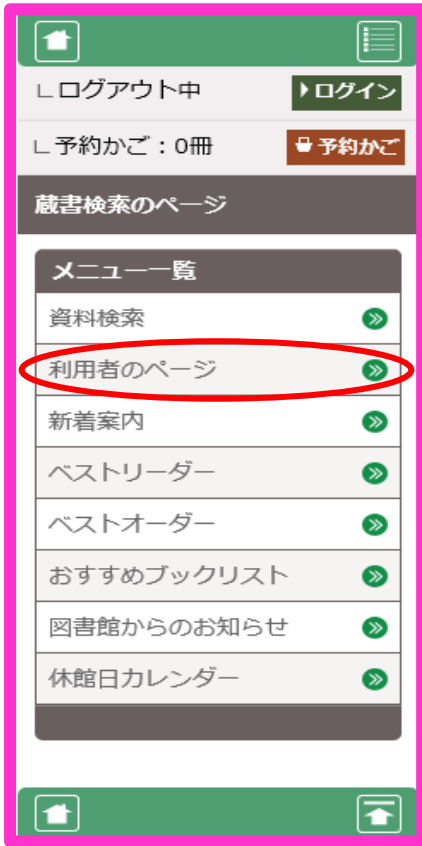 ∟ログアウト中 ログイン
∟予約かご：0冊 予約かご
蔵書検索のページ
メニュー一覧
資料検索
利用者のページ
新着案内
ベストリーダー
ベストオーダー
おすすめブックリスト
図書館からのお知らせ
休館日カレンダー